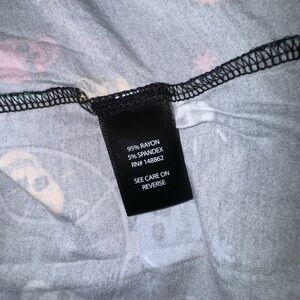 95% RAYON
5% SPANDEX
RN# 148862
SEE CARE ON
REVERSE